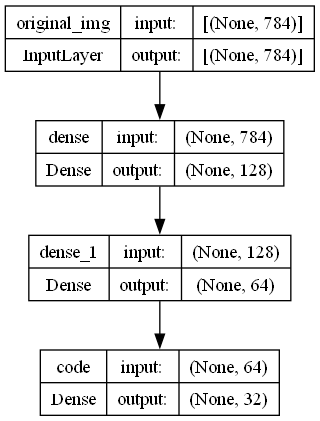 original_img input: [(None, 784)]
InputLayer output: [(None, 784)]
dense input: (None, 784)
Dense output: (None, 128)
dense_1 input: (None, 128)
Dense output: (None, 64)
code input: (None, 64)
Dense output: (None, 32)